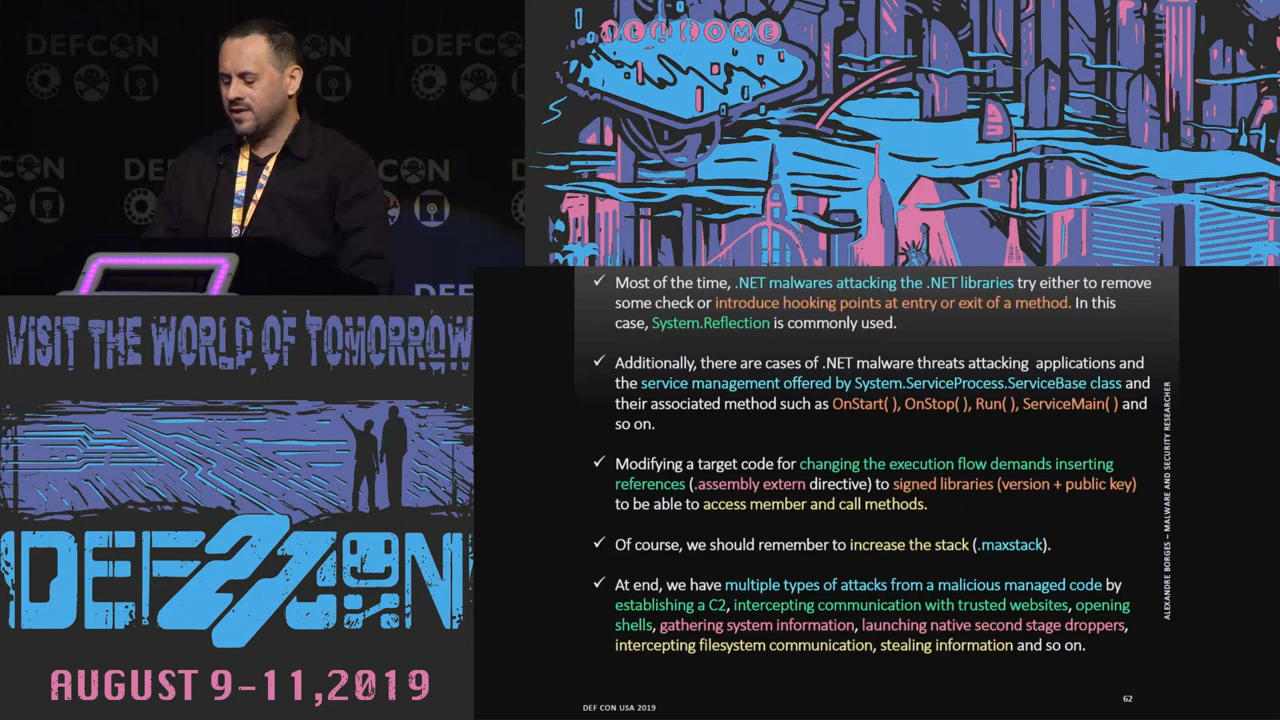 DEFCON
DEFCON
CON
DEF
WELCOME
VISIT THE WORLD OF TOMORROW
DEF CON
27
AUGUST 9-11,2019
✓ Most of the time, .NET malwares attacking the .NET libraries try either to remove
some check or introduce hooking points at entry or exit of a method. In this
case, System.Reflection is commonly used.
✓ Additionally, there are cases of .NET malware threats attacking applications and
the service management offered by System.ServiceProcess.ServiceBase class and
their associated method such as OnStart( ), OnStop( ), Run( ), ServiceMain( ) and
so on.
✓ Modifying a target code for changing the execution flow demands inserting
references (.assembly extern directive) to signed libraries (version + public key)
to be able to access member and call methods.
✓ Of course, we should remember to increase the stack (.maxstack).
✓ At end, we have multiple types of attacks from a malicious managed code by
establishing a C2, intercepting communication with trusted websites, opening
shells, gathering system information, launching native second stage droppers,
intercepting filesystem communication, stealing information and so on.
ALEXANDRE BORGES – MALWARE AND SECURITY RESEARCHER
DEF CON USA 2019
62